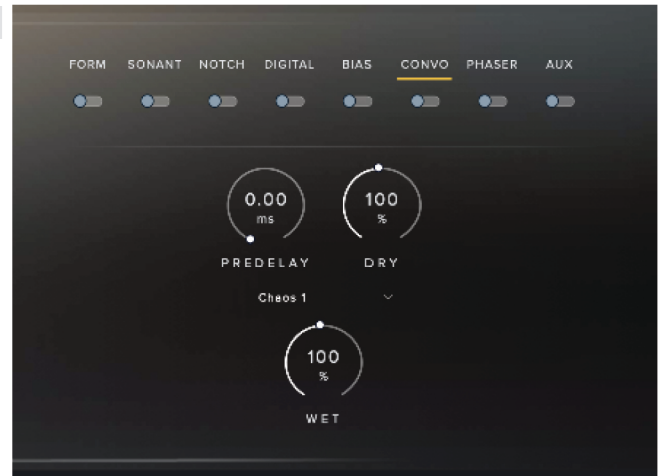 FORM SONANT NOTCH DIGITAL BIAS CONVO PHASER AUX
0.00 100
ms %
PREDELAY DRY
Chaos 1
100
%
WET